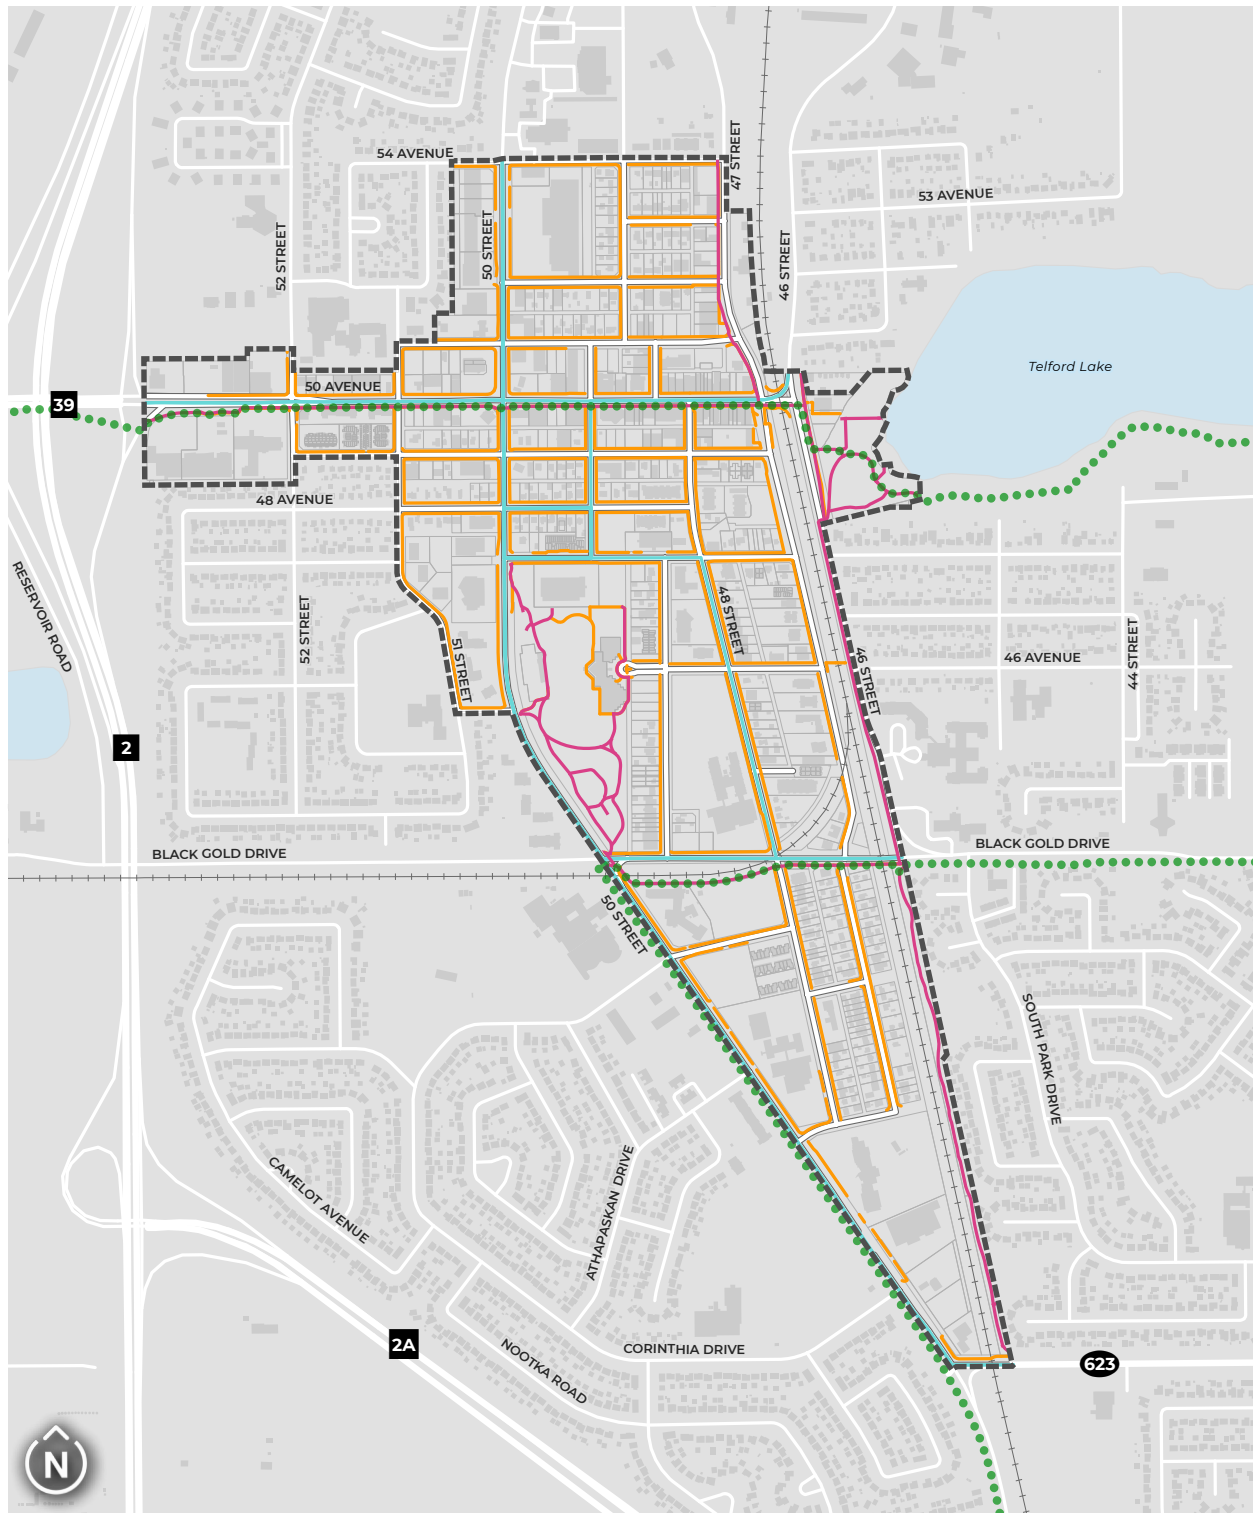 54 AVENUE
47 STREET
53 AVENUE
52 STREET
50 STREET
46 STREET
Telford Lake
50 AVENUE
39
48 AVENUE
RESERVOIR ROAD
52 STREET
51 STREET
48 STREET
46 STREET
46 AVENUE
44 STREET
2
BLACK GOLD DRIVE
BLACK GOLD DRIVE
50 STREET
SOUTH PARK DRIVE
CAMELOT AVENUE
ATHAPASKAN DRIVE
2A
NOOTKA ROAD
CORINTHIA DRIVE
623
N